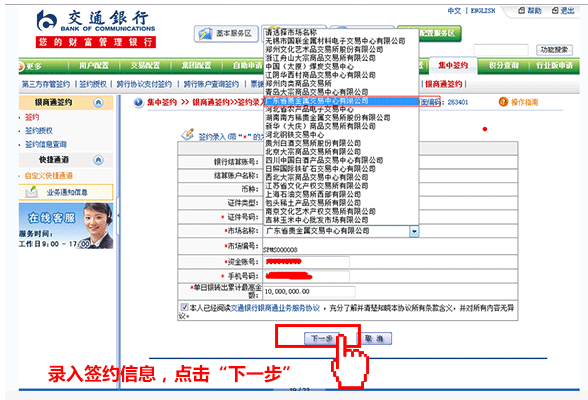 交通銀行
BANK OF COMMUNICATIONS
您的财富管理银行
中文 | ENGLISH 帮助 退出
基本服务区
配置服务区
功能搜索
更多 用户配置 交易配置 集团配置 自助申请 集中签约 积分查询 行业版申请
第三方存管签约 | 签约授权 | 跨行协议支付签约 | 跨行账户查询签约 | 银商通签约
银商通签约
签约
签约授权
签约信息查询
快捷通道
自定义快捷通道
业务通知信息
在线客服
服务时间:
工作日9:00 - 17:00
集中签约 >> 银商通签约>>签约录入
页面编码: 263401 操作指南
请选择市场名称
无锡市国联金属材料电子交易有限公司
郑州文化艺术品交易所股份有限公司
浙江舟山大宗商品交易所有限公司
中国(太原)煤炭交易中心
江阴华西村商品交易中心有限公司
郑州肉类商品交易所
青岛大宗商品交易中心有限公司
广东省贵金属交易中心有限公司
河北省农产品电子交易中心
湖南南方稀贵金属交易所股份有限公司
新华(大庆)商品交易所有限公司
河北钢铁交易中心
贵州白酒交易所股份有限公司
北京大宗商品交易所有限公司
四川中国白酒产品交易中心有限公司
日照国际铁矿石交易中心有限公司
西北大宗商品交易中心有限公司
江苏省文化产权交易所有限公司
上海石油交易所西部有限公司
包头稀土产品交易所有限公司
南京文化艺术产权交易所有限公司
吉林玉米中心批发市场有限公司
签约录入 (带“*”的为
银行结算账号:
结算账户名称:
币种:
证件类型:
*证件号码:
*市场名称: 广东省贵金属交易中心有限公司
*市场编号: SPMS000008
*资金账号:
*手机号码:
*单日银转出累计最高金额: 10,000,000.00
本人已经阅读交通银行银商通业务服务协议,充分了解并清楚知晓本协议所有条款含义,并对所有内容无异议。
下一步 取 消
录入签约信息，点击“下一步”
19 / 22